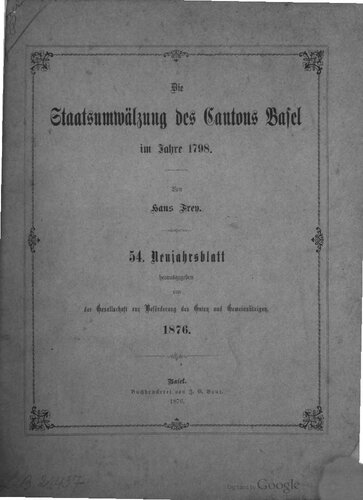 Die
Staatsumwälzung des Cantons Basel
im Jahre 1798.
Von
Hans Frey.
54. Neujahrsblatt
herausgegeben
von
der Gesellschaft zur Beförderung des Guten und Gemeinnützigen.
1876.
Basel.
Buchdruckerei von J. G. Baur.
1876.
Digitized by Google